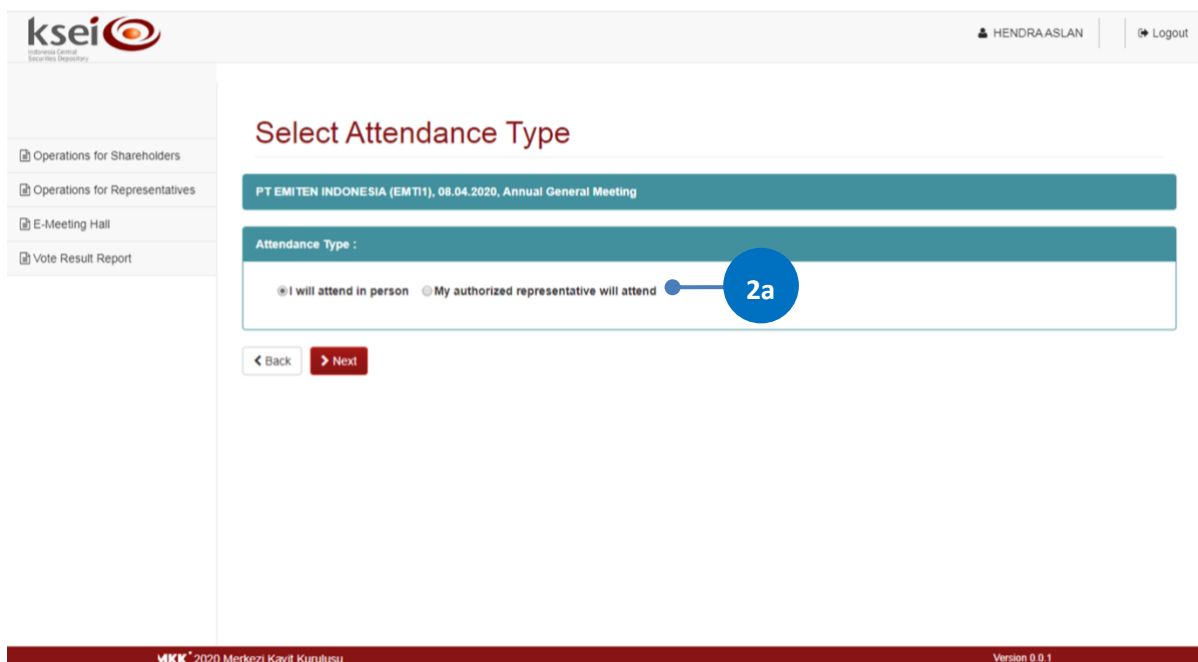 ksei
Indonesia Central
Securities Depository
HENDRA ASLAN
Logout
Operations for Shareholders
Operations for Representatives
E-Meeting Hall
Vote Result Report
Select Attendance Type
PT EMITEN INDONESIA (EMTI1), 08.04.2020, Annual General Meeting
Attendance Type :
I will attend in person My authorized representative will attend
2a
Back Next
MKK 2020 Merkezi Kayit Kurulusu
Version 0.0.1